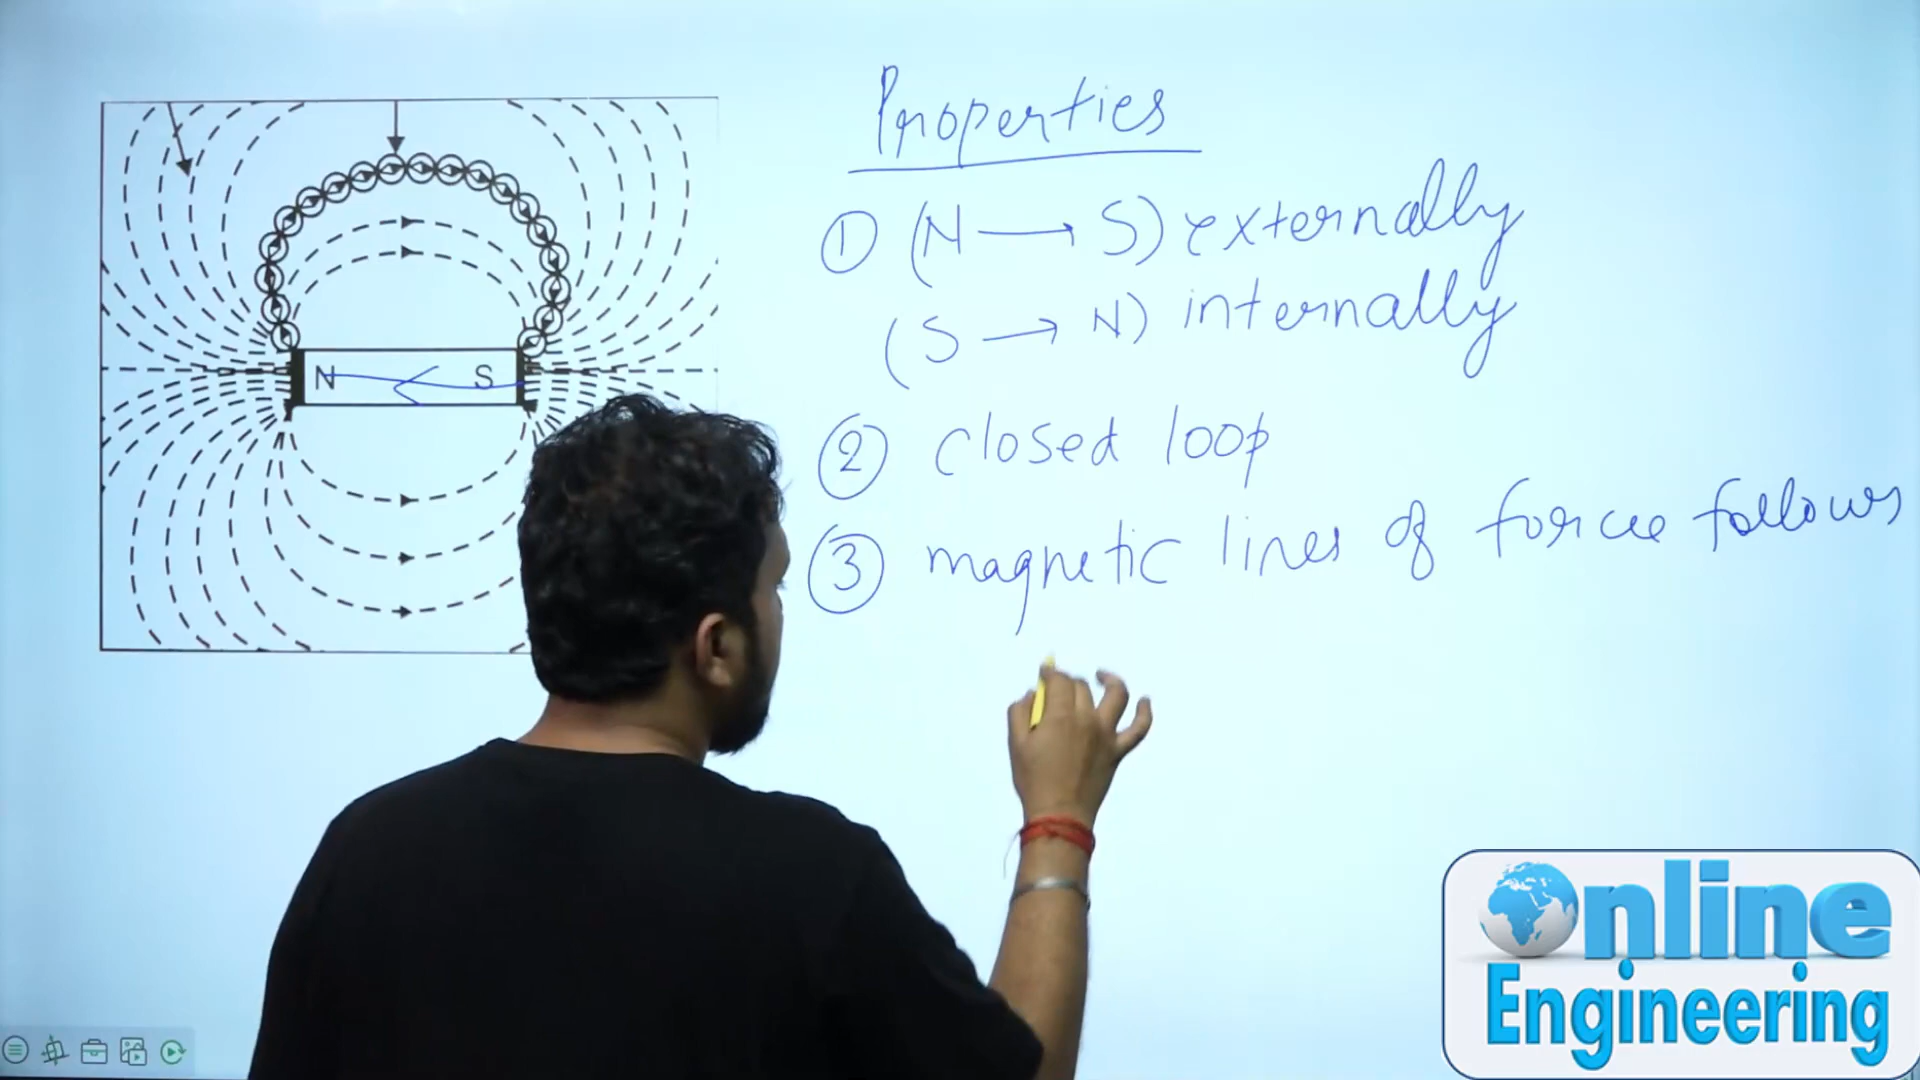 Properties
① (N → S) externally
(S → N) internally
② closed loop
③ magnetic lines of force follows
N S
Online
Engineering